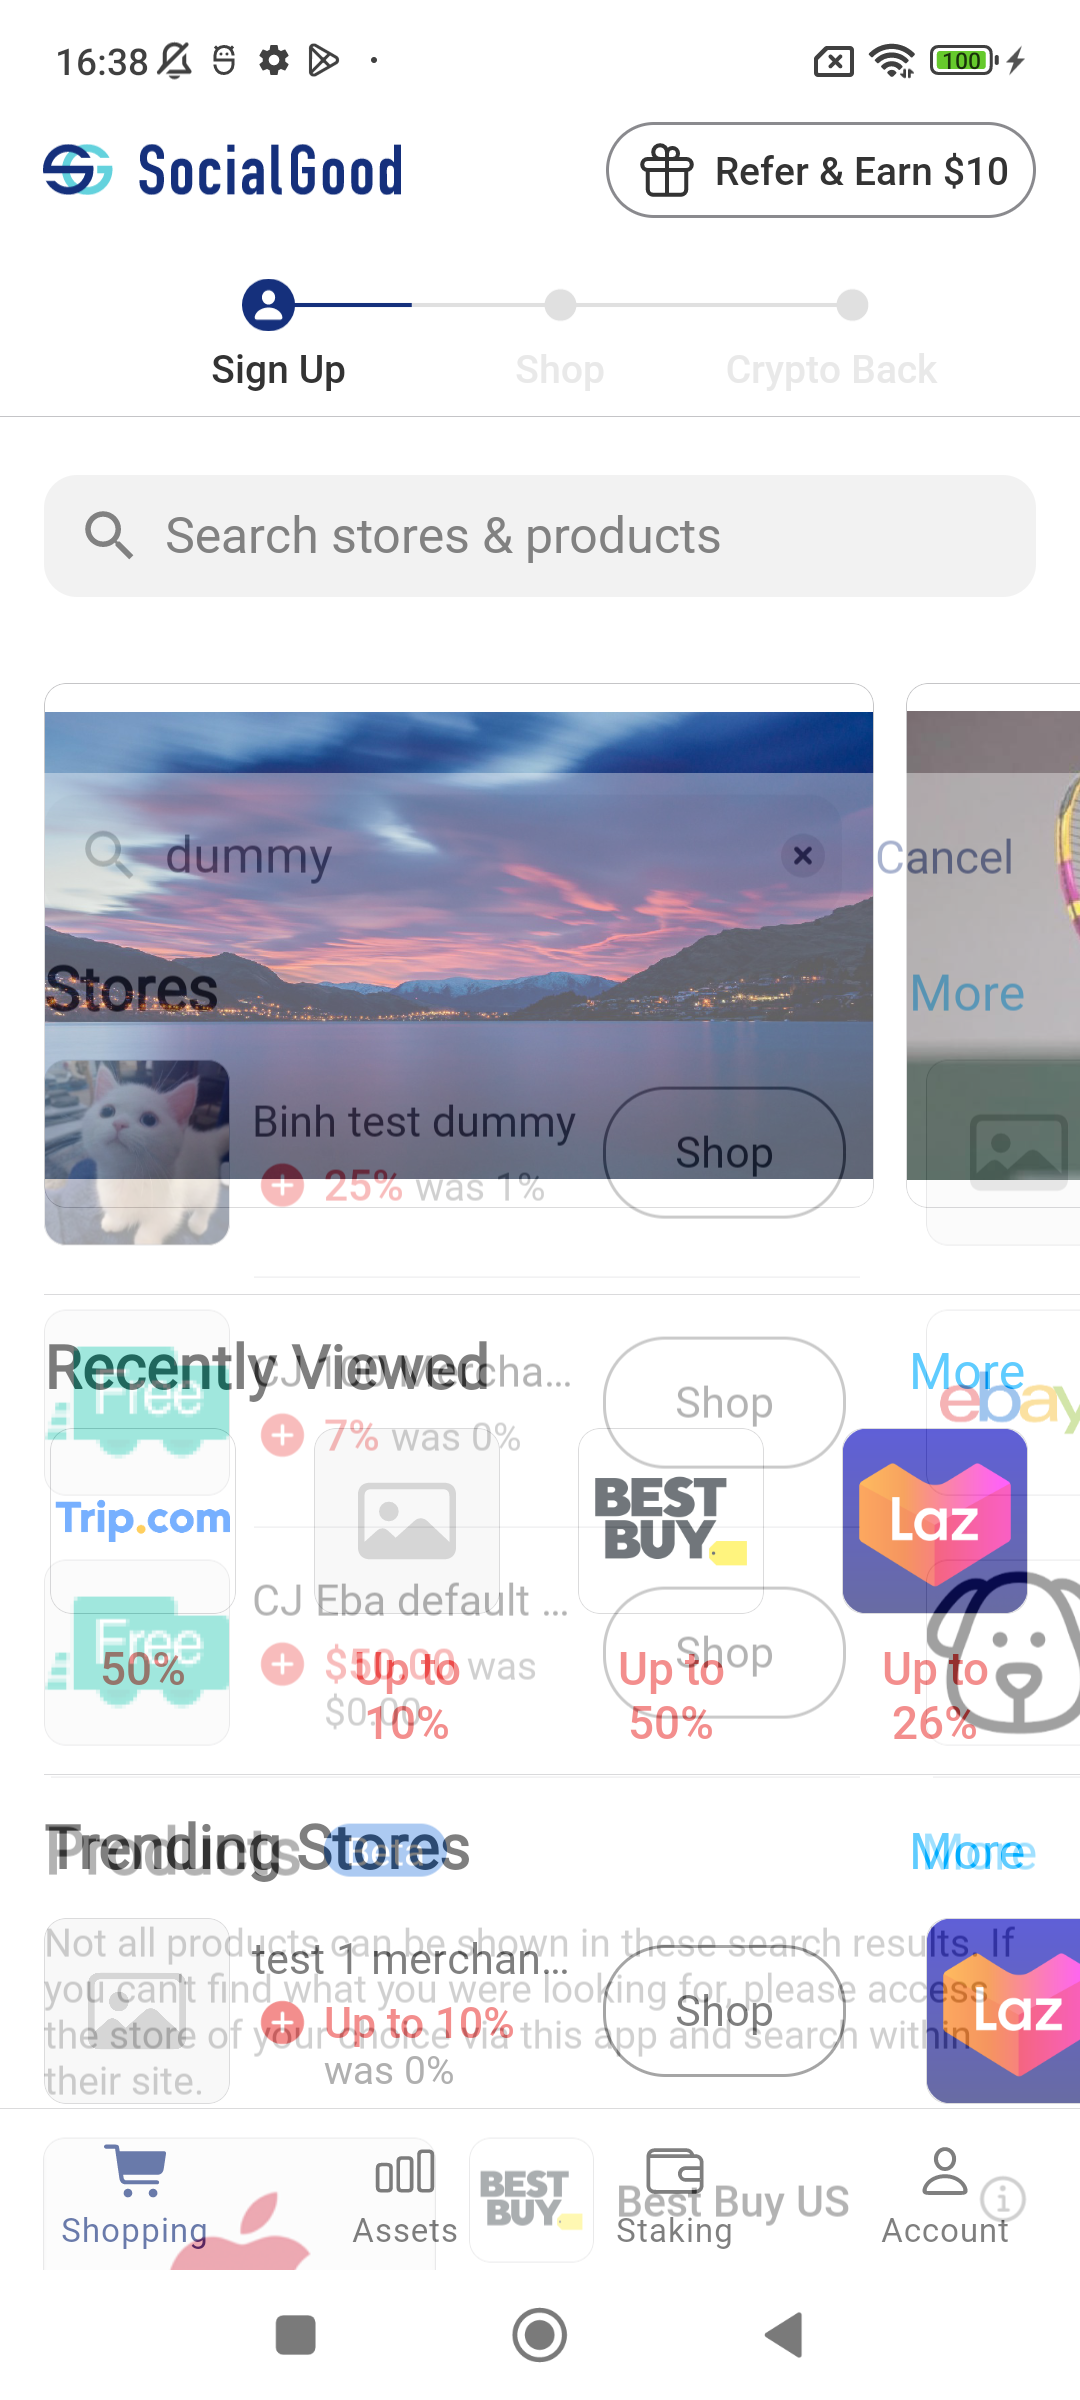 16:38
100
SocialGood
Refer & Earn $10
Sign Up
Shop
Crypto Back
Search stores & products
dummy
Cancel
Stores
More
Binh test dummy
25% was 1%
Shop
Recently Viewed
More
Free
CJ
Mercha...
7% was 0%
Shop
ebay
Trip.com
BEST
BUY
Laz
CJ Eba default ...
Free
$50.00 was
$0.00
Shop
50%
Up to
10%
Up to
50%
Up to
26%
Trending Stores
More
Products
Beta
More
Not all products can be shown in these search results. If
you can't find what you were looking for, please access
the store of your choice via this app and search within
their site.
test 1 merchan...
Up to 10%
was 0%
Shop
Laz
BEST
BUY
Best Buy US
Shopping
Assets
Staking
Account